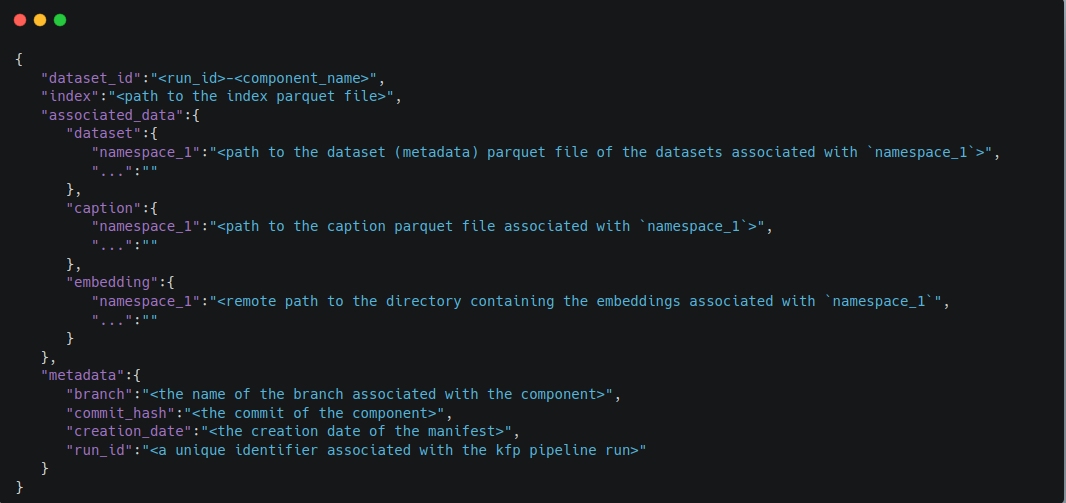 {
"dataset_id":"<run_id>-<component_name>",
"index":"<path to the index parquet file>",
"associated_data":{
"dataset":{
"namespace_1":"<path to the dataset (metadata) parquet file of the datasets associated with `namespace_1`>",
"...":""
},
"caption":{
"namespace_1":"<path to the caption parquet file associated with `namespace_1`>",
"...":""
},
"embedding":{
"namespace_1":"<remote path to the directory containing the embeddings associated with `namespace_1`",
"...":""
}
},
"metadata":{
"branch":"<the name of the branch associated with the component>",
"commit_hash":"<the commit of the component>",
"creation_date":"<the creation date of the manifest>",
"run_id":"<a unique identifier associated with the kfp pipeline run>"
}
}